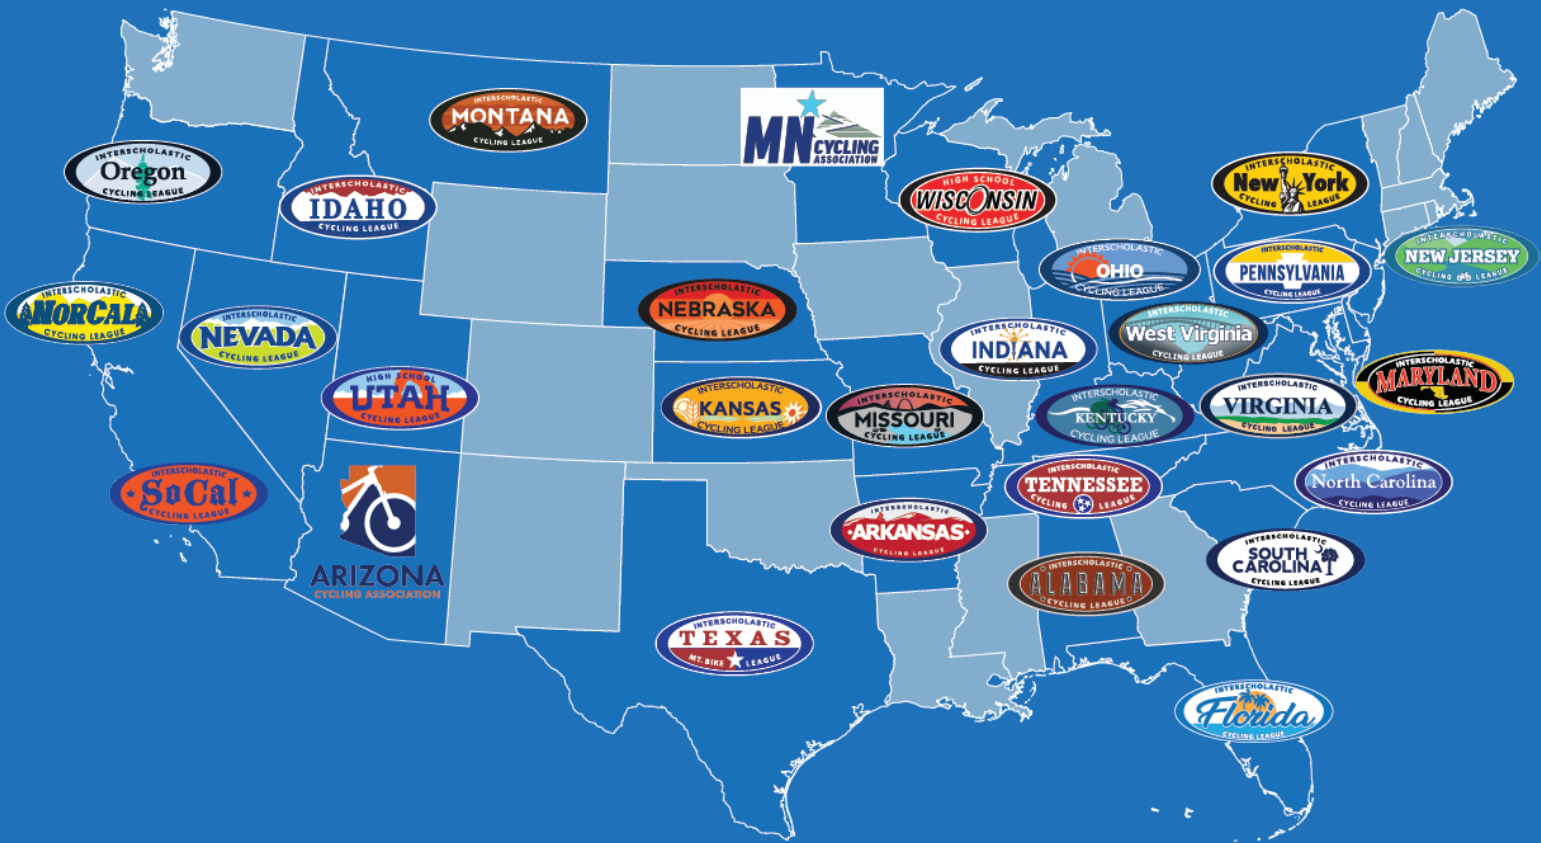 INTERSCHOLASTIC
MONTANA
CYCLING LEAGUE
MN
CYCLING
ASSOCIATION
INTERSCHOLASTIC
Oregon
CYCLING LEAGUE
INTERSCHOLASTIC
IDAHO
CYCLING LEAGUE
HIGH SCHOOL
WISCONSIN
CYCLING LEAGUE
INTERSCHOLASTIC
New York
CYCLING LEAGUE
INTERSCHOLASTIC
OHIO
CYCLING LEAGUE
INTERSCHOLASTIC
PENNSYLVANIA
CYCLING LEAGUE
INTERSCHOLASTIC
NEW JERSEY
CYCLING LEAGUE
INTERSCHOLASTIC
NORCAL
CYCLING LEAGUE
INTERSCHOLASTIC
NEVADA
CYCLING LEAGUE
INTERSCHOLASTIC
NEBRASKA
CYCLING LEAGUE
INTERSCHOLASTIC
INDIANA
CYCLING LEAGUE
INTERSCHOLASTIC
West Virginia
CYCLING LEAGUE
HIGH SCHOOL
UTAH
CYCLING LEAGUE
INTERSCHOLASTIC
KANSAS
CYCLING LEAGUE
INTERSCHOLASTIC
MISSOURI
CYCLING LEAGUE
INTERSCHOLASTIC
KENTUCKY
CYCLING LEAGUE
INTERSCHOLASTIC
VIRGINIA
CYCLING LEAGUE
INTERSCHOLASTIC
MARYLAND
CYCLING LEAGUE
INTERSCHOLASTIC
SoCal
CYCLING LEAGUE
ARIZONA
CYCLING ASSOCIATION
INTERSCHOLASTIC
TENNESSEE
CYCLING LEAGUE
INTERSCHOLASTIC
North Carolina
CYCLING LEAGUE
INTERSCHOLASTIC
ARKANSAS
CYCLING LEAGUE
INTERSCHOLASTIC
SOUTH
CAROLINA
CYCLING LEAGUE
INTERSCHOLASTIC
ALABAMA
CYCLING LEAGUE
INTERSCHOLASTIC
TEXAS
MT. BIKE LEAGUE
INTERSCHOLASTIC
Florida
CYCLING LEAGUE